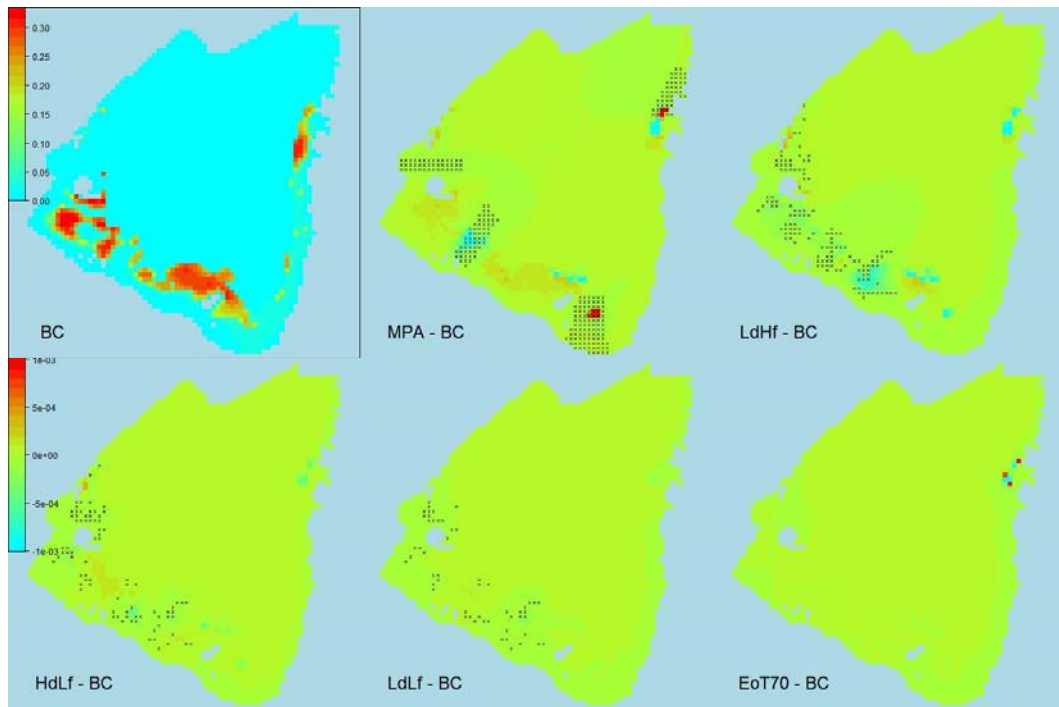 0.30
0.25
0.20
0.15
0.10
0.05
0.00
BC
MPA - BC
LdHf - BC
1e-03
5e-04
0e+00
-5e-04
-1e-03
HdLf - BC
LdLf - BC
EoT70 - BC